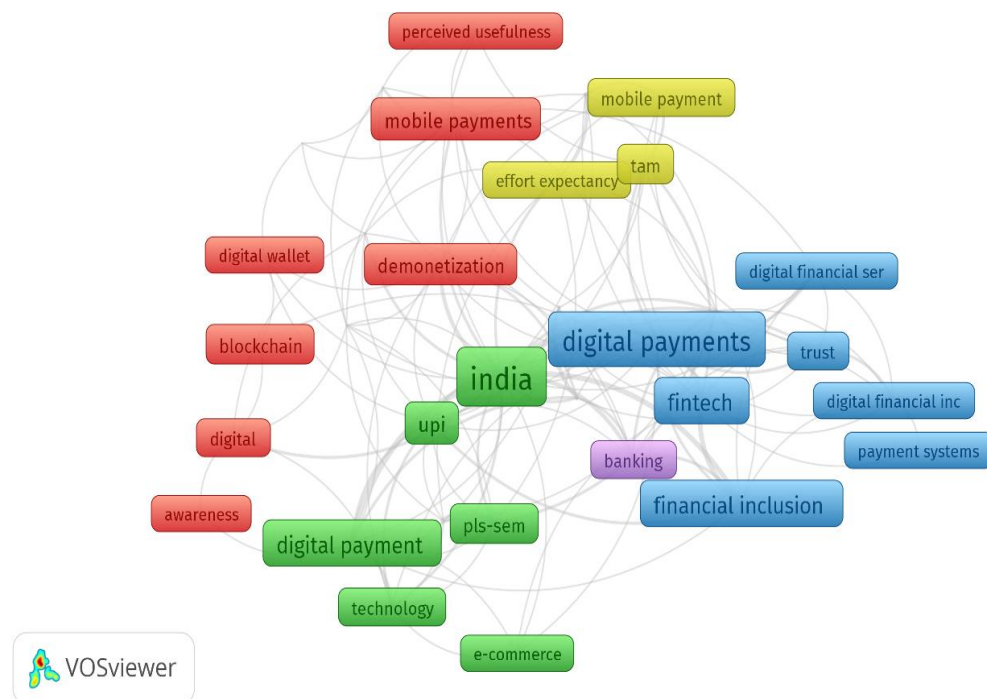 perceived usefulness
mobile payment
mobile payments
tam
effort expectancy
digital wallet
demonetization
digital financial ser
digital payments
blockchain
trust
india
fintech
digital financial inc
upi
digital
payment systems
banking
financial inclusion
awareness
pls-sem
digital payment
technology
e-commerce
VOSviewer